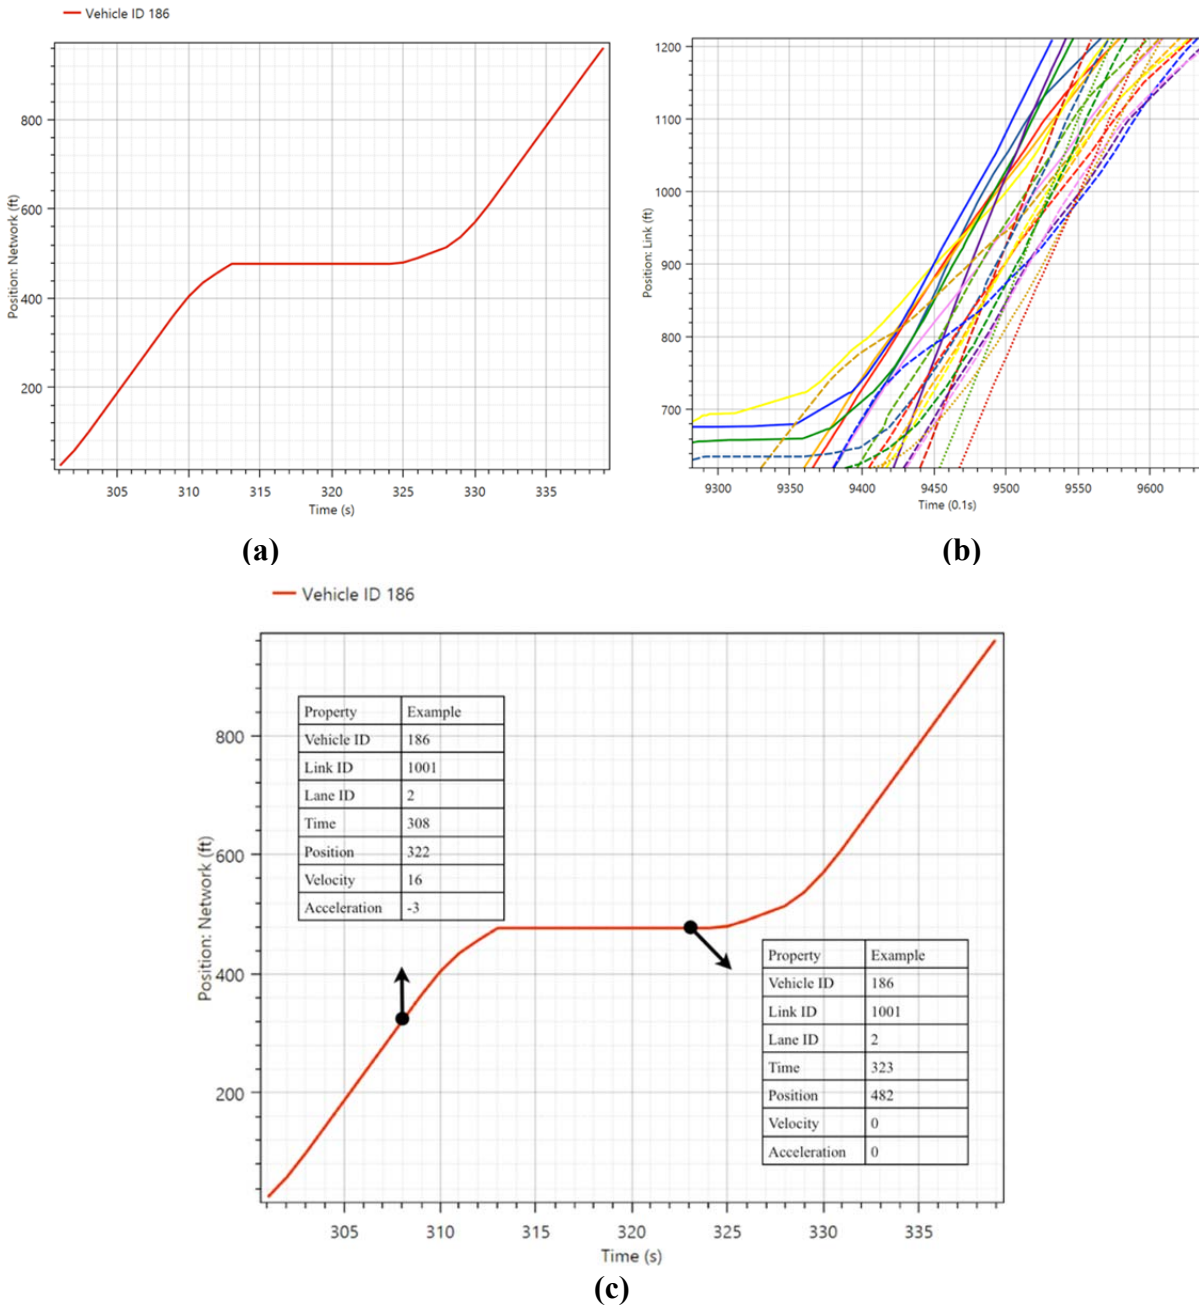 Vehicle ID 186
Position: Network (ft)
800
600
400
200
305 310 315 320 325 330 335
Time (s)
(a)
Position: Link (ft)
1200
1100
1000
900
800
700
9300 9350 9400 9450 9500 9550 9600
Time (0.1s)
(b)
Vehicle ID 186
Position: Network (ft)
800
600
400
200
Property Example
Vehicle ID 186
Link ID 1001
Lane ID 2
Time 308
Position 322
Velocity 16
Acceleration -3
Property Example
Vehicle ID 186
Link ID 1001
Lane ID 2
Time 323
Position 482
Velocity 0
Acceleration 0
305 310 315 320 325 330 335
Time (s)
(c)